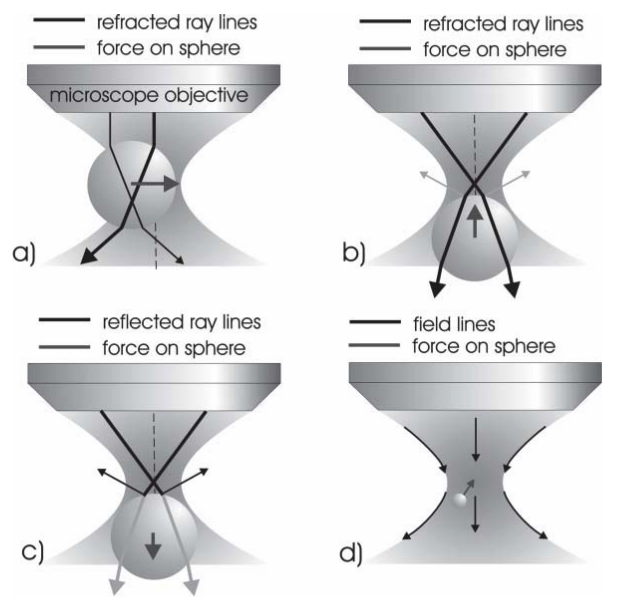 refracted ray lines
force on sphere
microscope objective
a)
refracted ray lines
force on sphere
b)
reflected ray lines
force on sphere
c)
field lines
force on sphere
d)